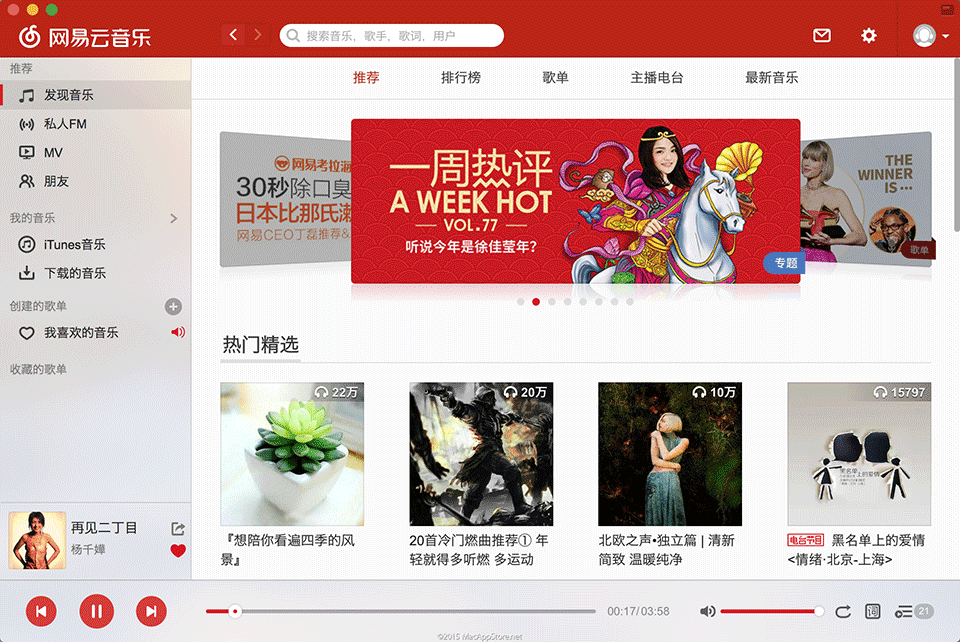 网易云音乐
搜索音乐，歌手，歌词，用户
推荐
发现音乐
私人FM
MV
朋友
我的音乐
iTunes音乐
下载的音乐
创建的歌单
我喜欢的音乐
收藏的歌单
推荐
排行榜
歌单
主播电台
最新音乐
网易考拉海
30秒除口臭
日本比那氏漱
网易CEO丁磊推荐&
一周热评
A WEEK HOT
VOL.77
听说今年是徐佳莹年?
专题
THE
WINNER
IS...
歌单
热门精选
22万
『想陪你看遍四季的风
景』
20万
20首冷门燃曲推荐① 年
轻就得多听燃 多运动
10万
北欧之声•独立篇 | 清新
简致 温暖纯净
15797
黑名单上的爱情
电台节目 黑名单上的爱情
<情绪·北京-上海>
再见二丁目
杨千嬅
00:17/03:58
词
21
©2015 MacAppStore.net